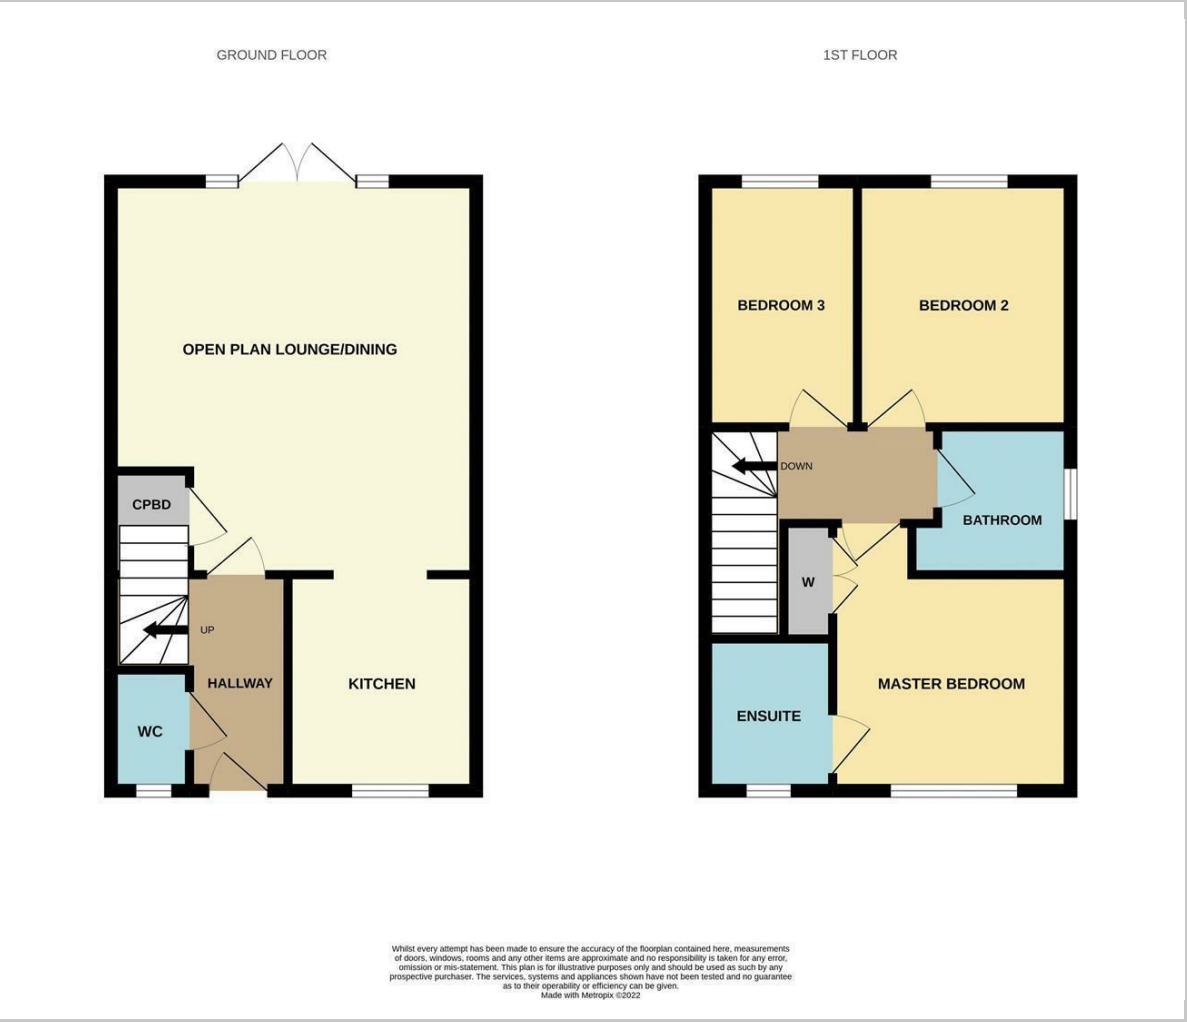 GROUND FLOOR
1ST FLOOR
OPEN PLAN LOUNGE/DINING
CPBD
UP
HALLWAY
KITCHEN
WC
BEDROOM 3
BEDROOM 2
DOWN
BATHROOM
W
MASTER BEDROOM
ENSUITE
Whilst every attempt has been made to ensure the accuracy of the floorplan contained here, measurements
of doors, windows, rooms and any other items are approximate and no responsibility is taken for any error,
omission or mis-statement. This plan is for illustrative purposes only and should be used as such by any
prospective purchaser. The services, systems and appliances shown have not been tested and no guarantee
as to their operability or efficiency can be given.
Made with Metropix ©2022